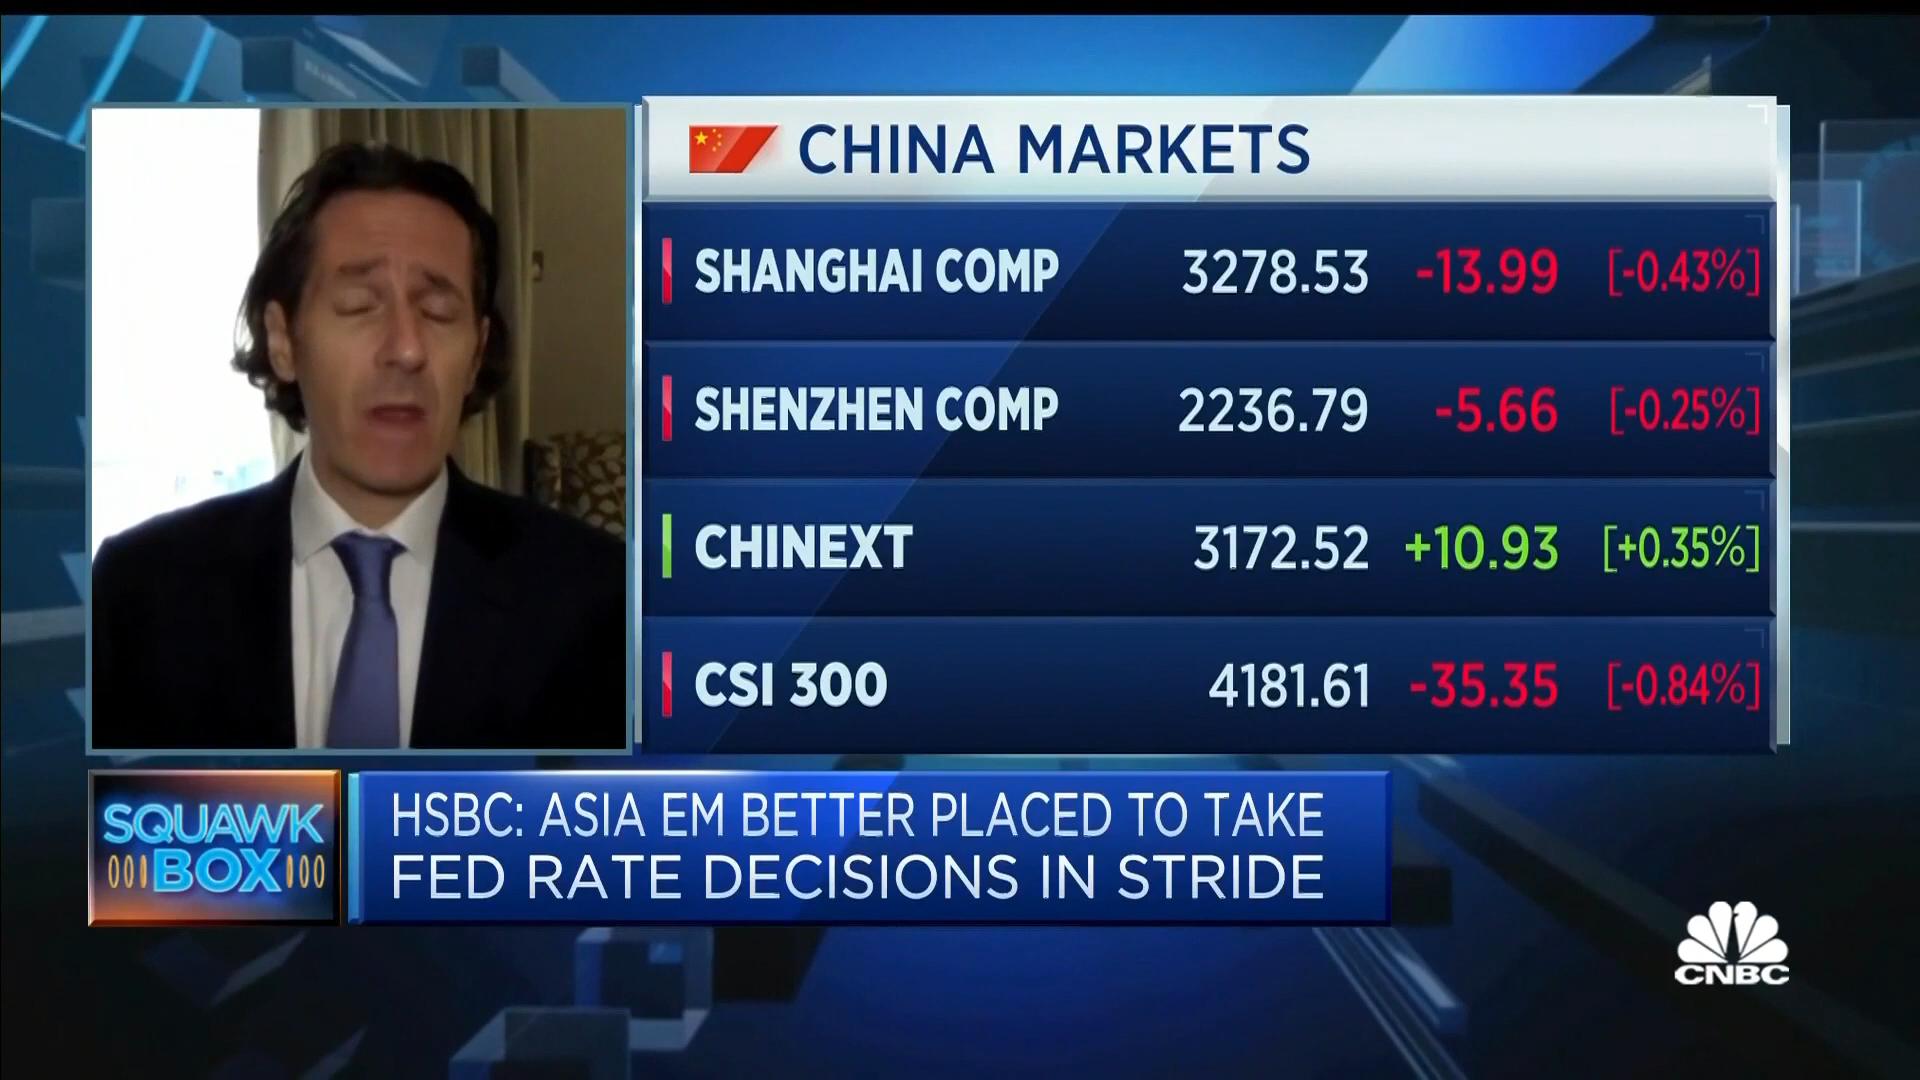 CHINA MARKETS
SHANGHAI COMP 3278.53 -13.99 [-0.43%]
SHENZHEN COMP 2236.79 -5.66 [-0.25%]
CHINEXT 3172.52 +10.93 [+0.35%]
CSI 300 4181.61 -35.35 [-0.84%]
SQUAWK
BOX
HSBC: ASIA EM BETTER PLACED TO TAKE
FED RATE DECISIONS IN STRIDE
CNBC